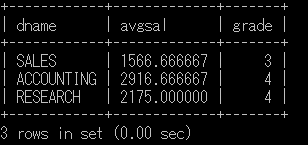 +------------+-------------+-------+
| dname      | avgsal      | grade |
+------------+-------------+-------+
| SALES      | 1566.666667 |     3 |
| ACCOUNTING | 2916.666667 |     4 |
| RESEARCH   | 2175.000000 |     4 |
+------------+-------------+-------+
3 rows in set (0.00 sec)